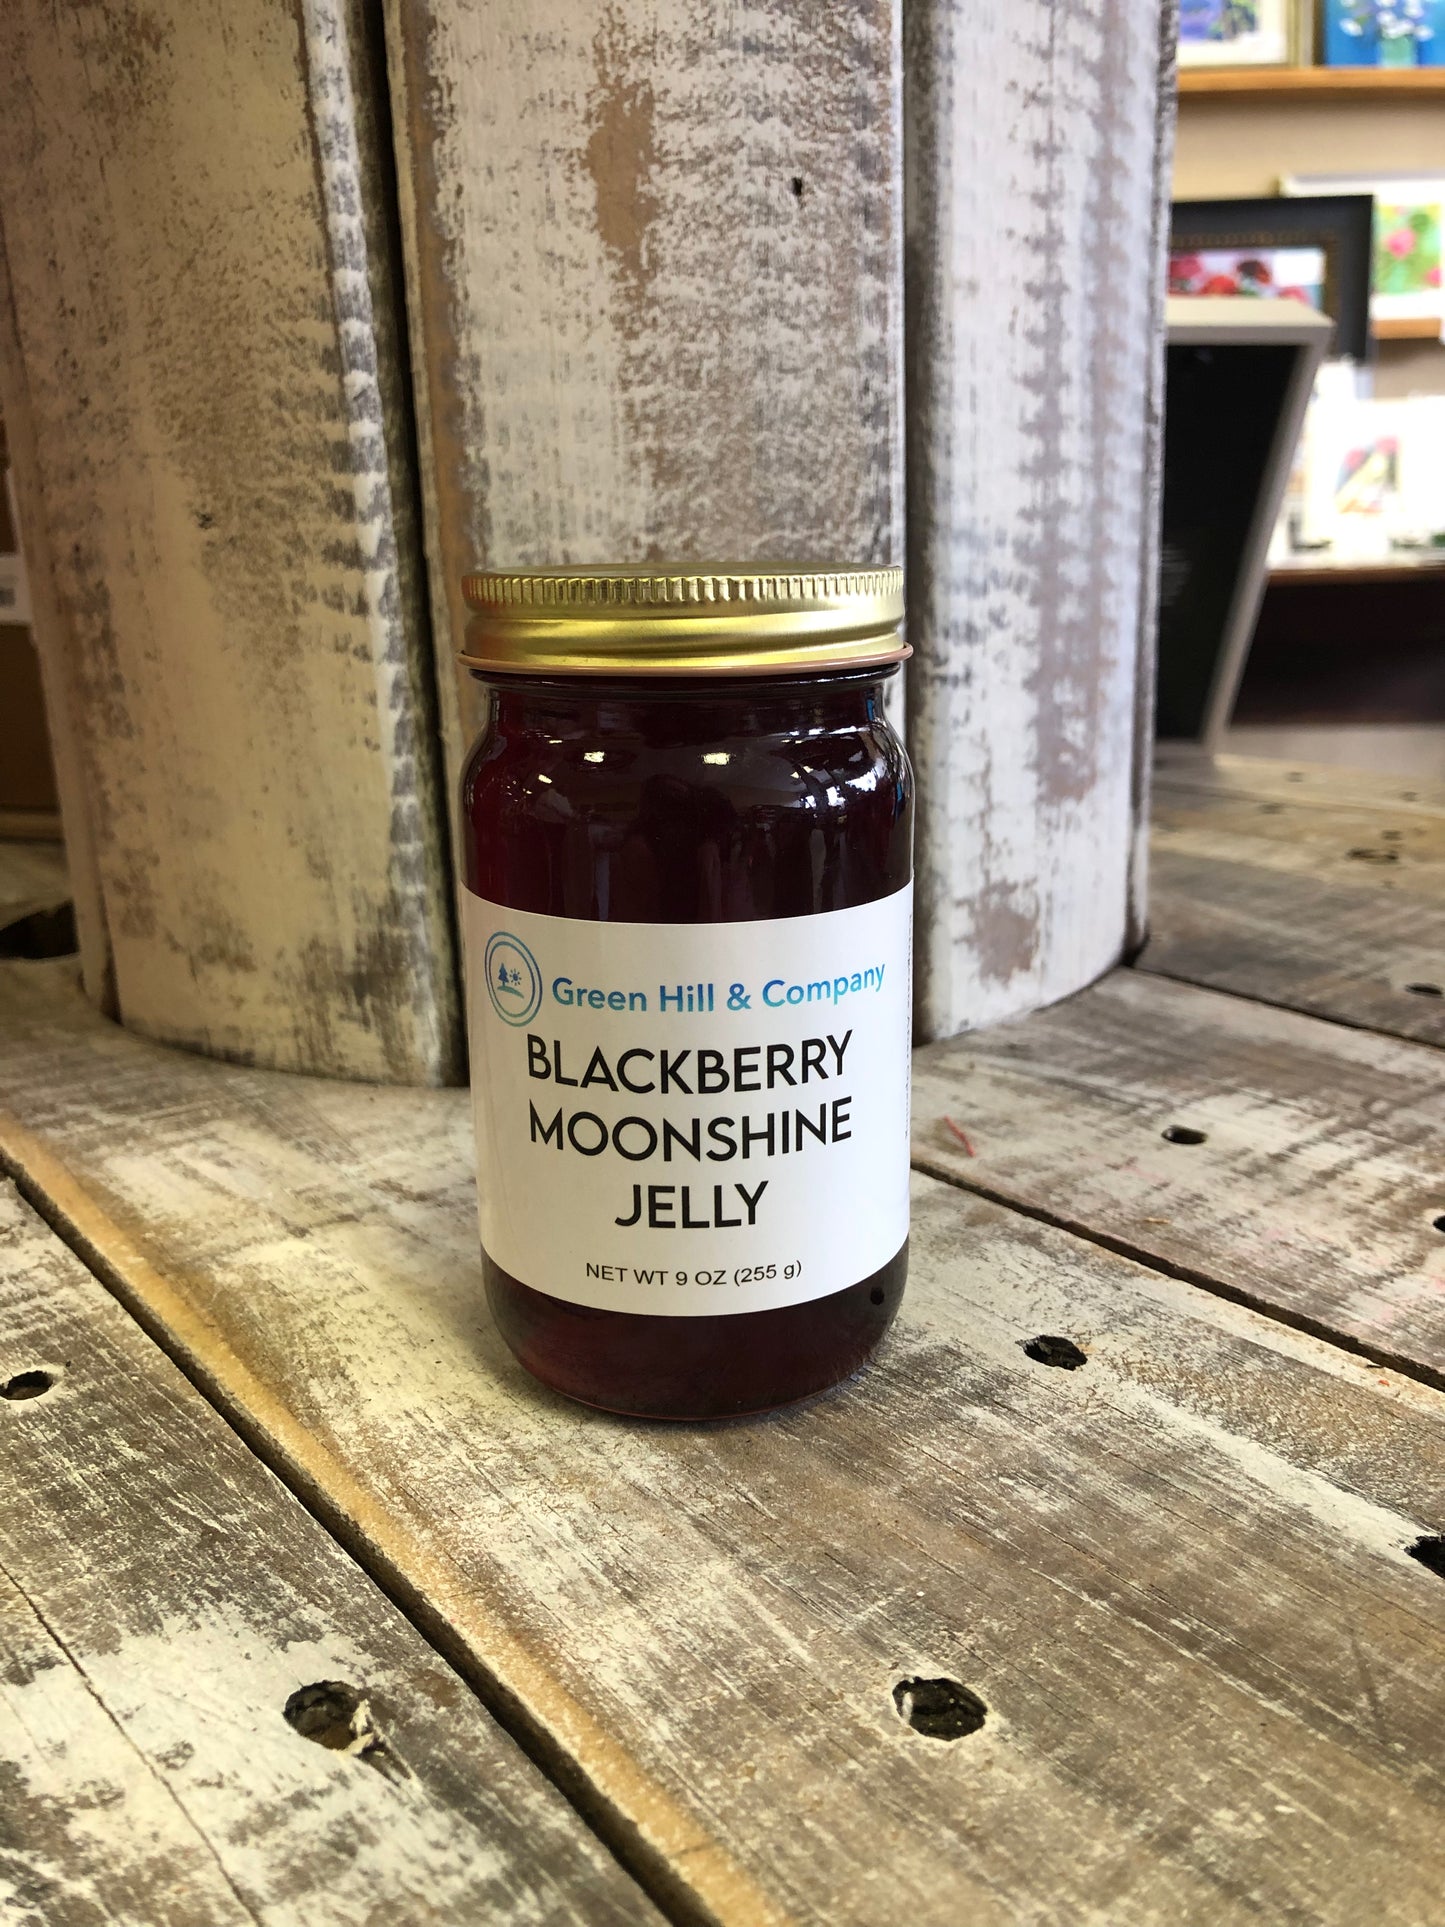 Green Hill & Company
BLACKBERRY
MOONSHINE
JELLY
NET WT 9 OZ (255 g)